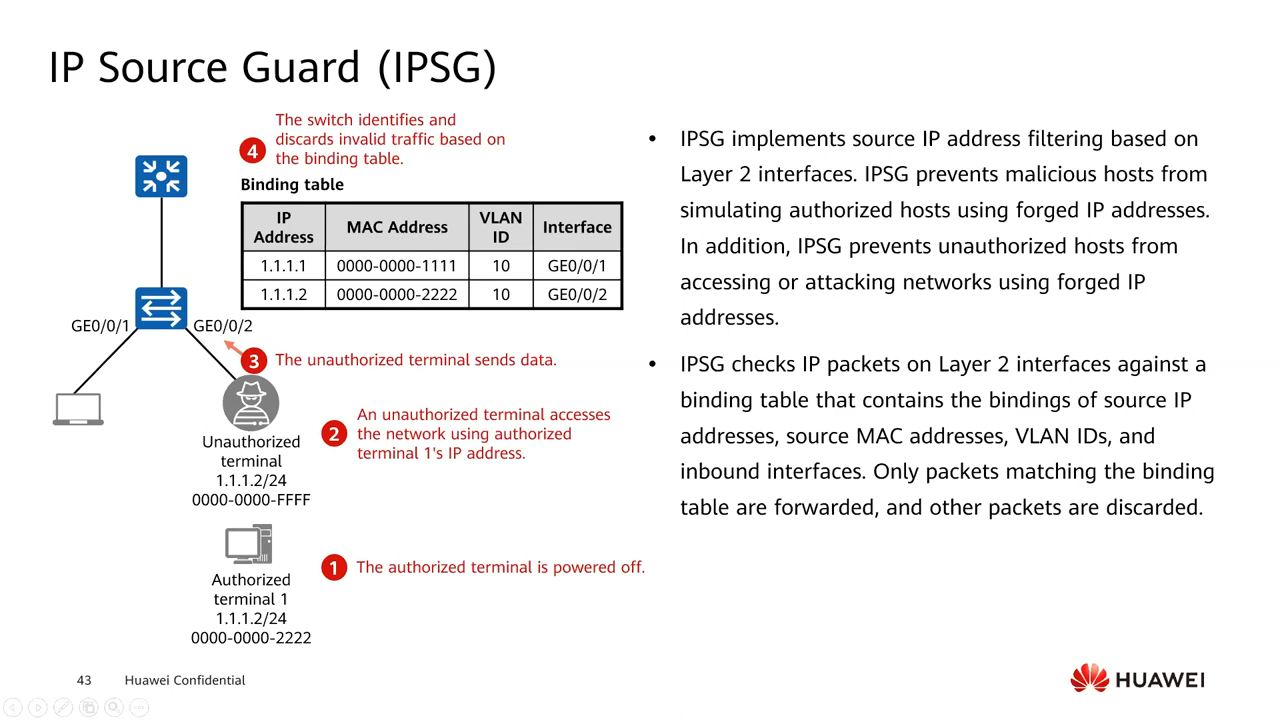 IP Source Guard (IPSG)
4
The switch identifies and
discards invalid traffic based on
the binding table.
Binding table
IP Address MAC Address VLAN ID Interface
1.1.1.1 0000-0000-1111 10 GE0/0/1
1.1.1.2 0000-0000-2222 10 GE0/0/2
GE0/0/1
GE0/0/2
3 The unauthorized terminal sends data.
2
An unauthorized terminal accesses
the network using authorized
terminal 1's IP address.
Unauthorized
terminal
1.1.1.2/24
0000-0000-FFFF
1 The authorized terminal is powered off.
Authorized
terminal 1
1.1.1.2/24
0000-0000-2222
• IPSG implements source IP address filtering based on
Layer 2 interfaces. IPSG prevents malicious hosts from
simulating authorized hosts using forged IP addresses.
In addition, IPSG prevents unauthorized hosts from
accessing or attacking networks using forged IP
addresses.
• IPSG checks IP packets on Layer 2 interfaces against a
binding table that contains the bindings of source IP
addresses, source MAC addresses, VLAN IDs, and
inbound interfaces. Only packets matching the binding
table are forwarded, and other packets are discarded.
43 Huawei Confidential
HUAWEI